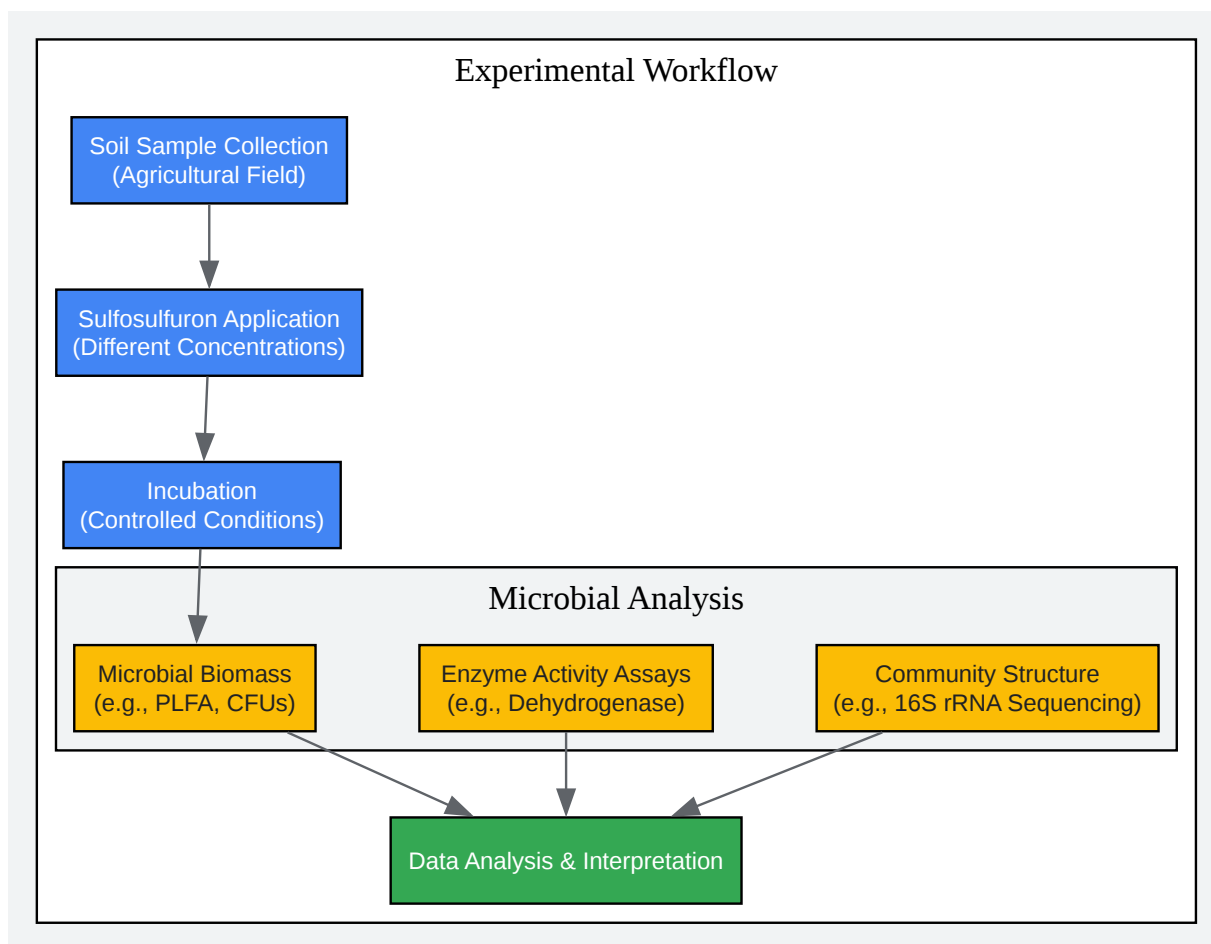 Experimental Workflow
Soil Sample Collection
(Agricultural Field)
Sulfosulfuron Application
(Different Concentrations)
Incubation
(Controlled Conditions)
Microbial Analysis
Microbial Biomass
(e.g., PLFA, CFUs)
Enzyme Activity Assays
(e.g., Dehydrogenase)
Community Structure
(e.g., 16S rRNA Sequencing)
Data Analysis & Interpretation